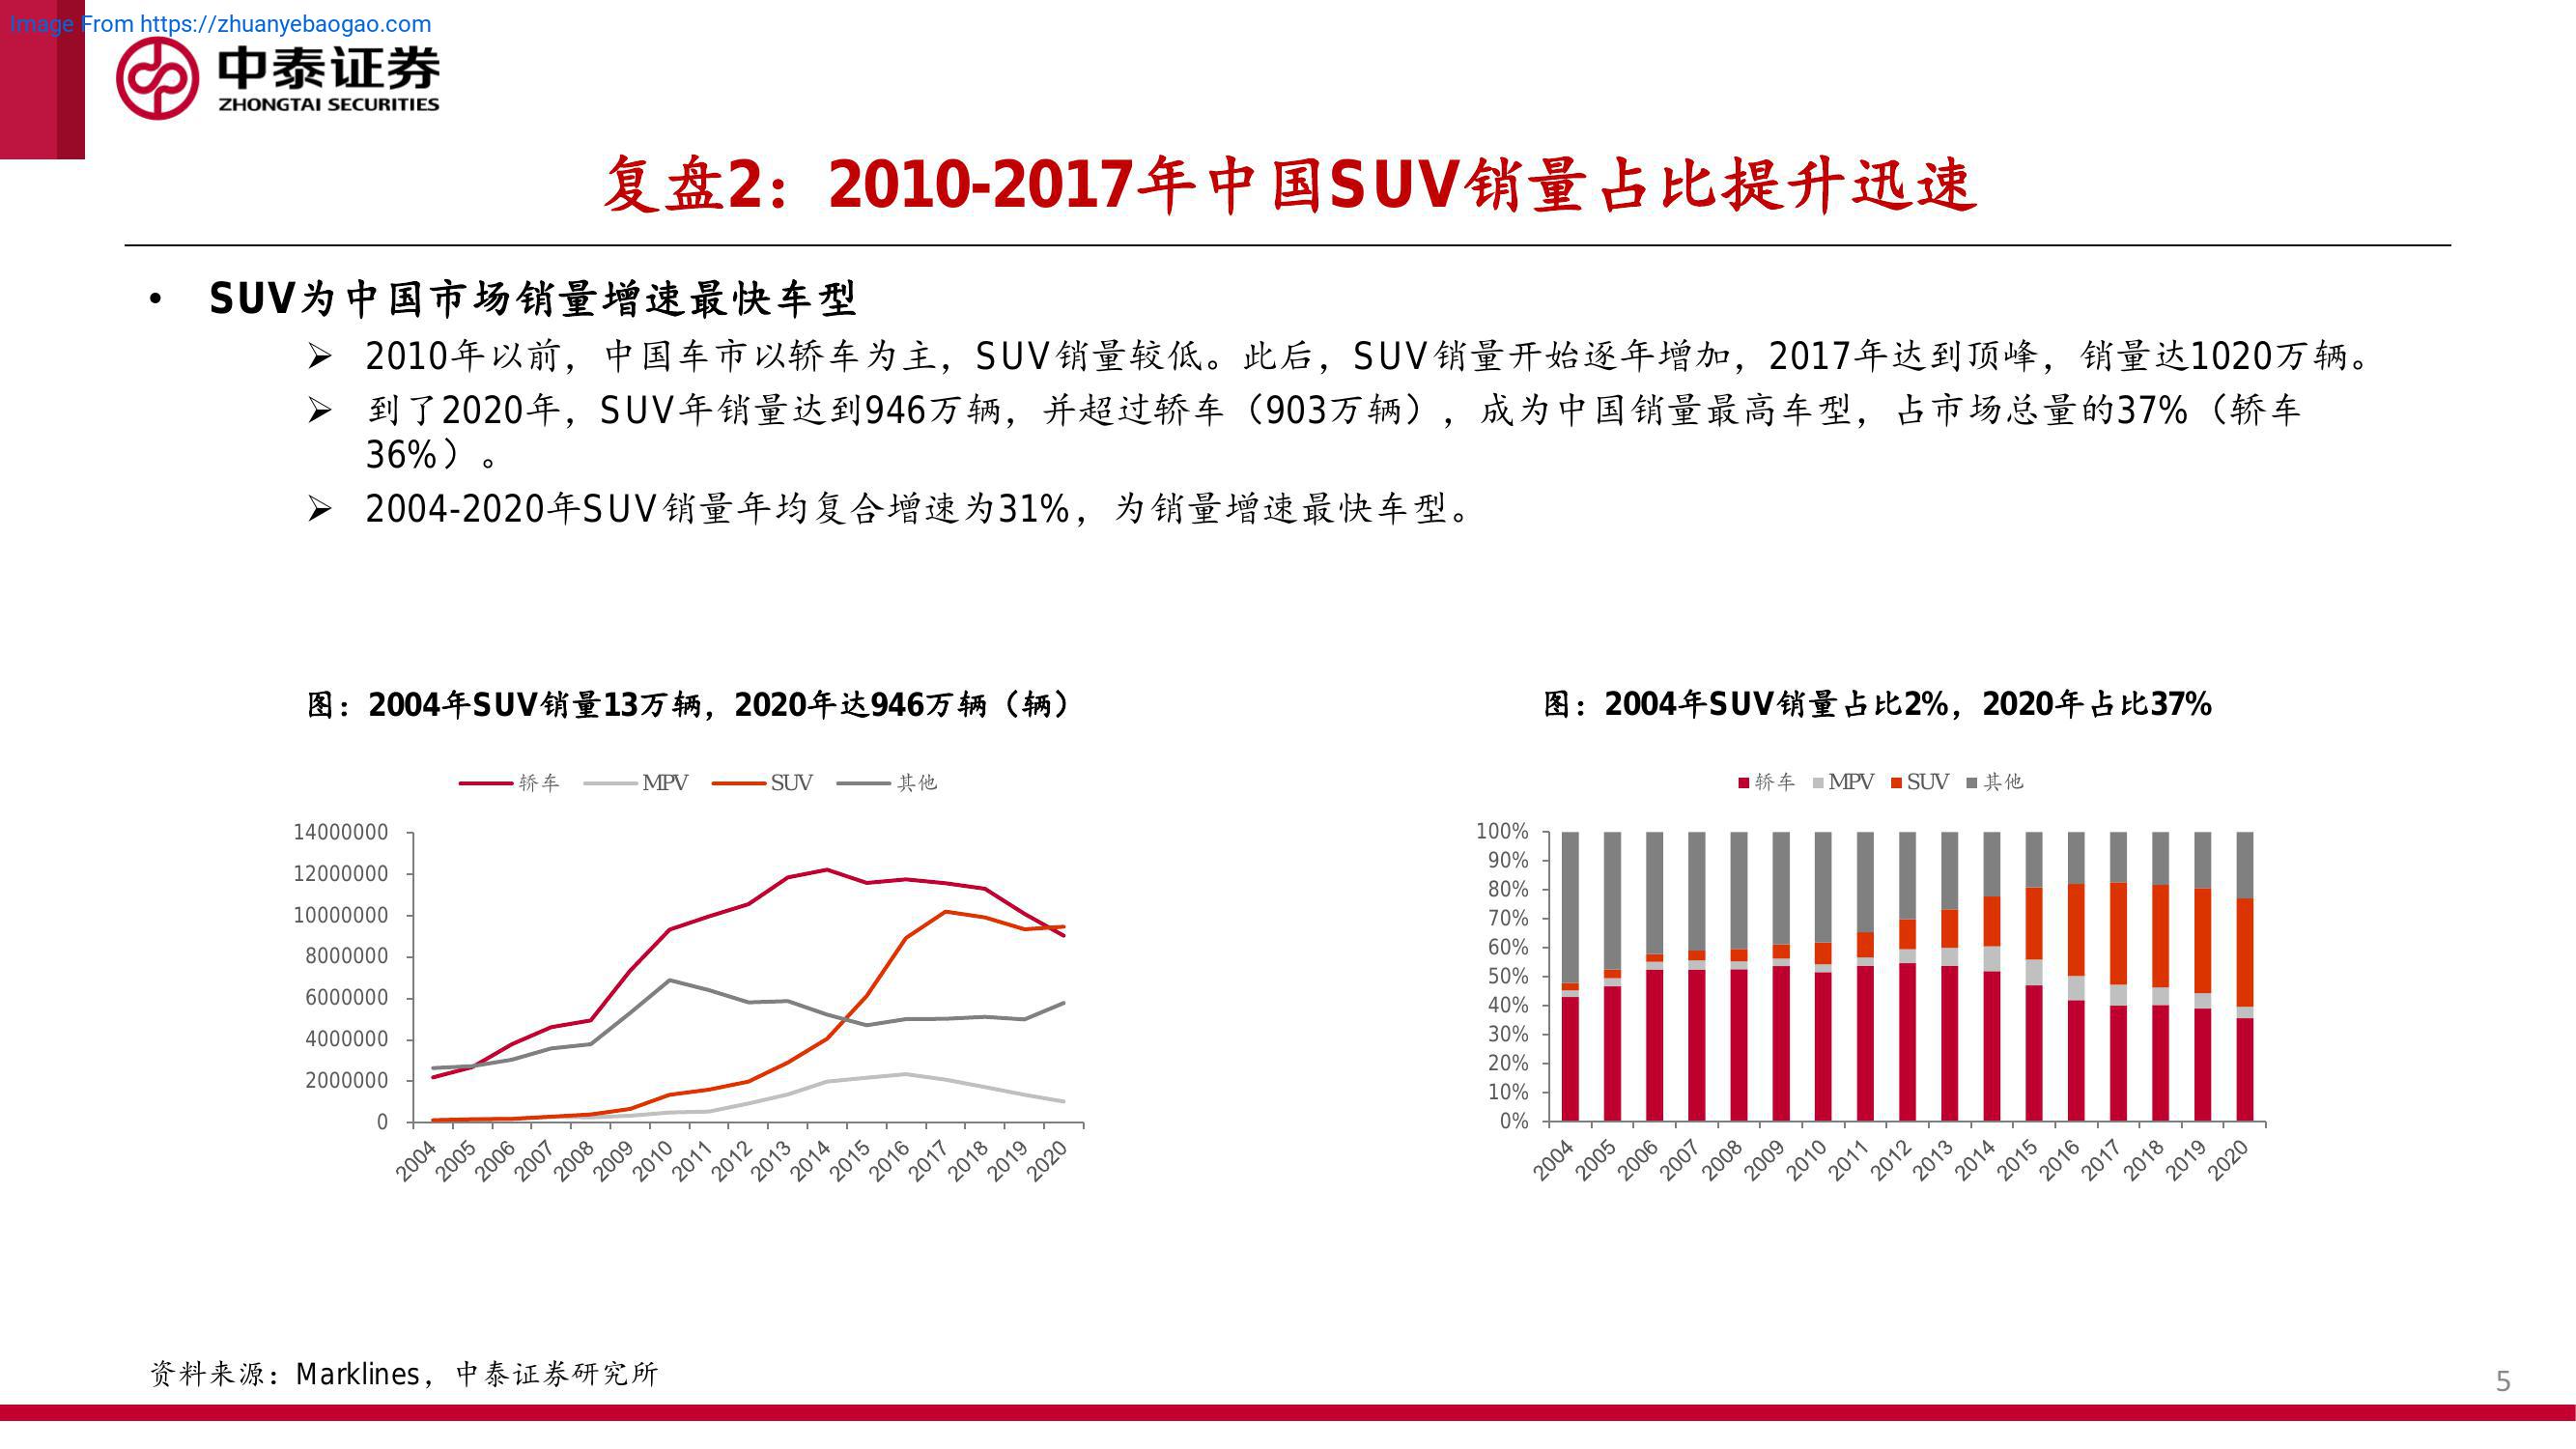 Image From https://zhuanyebaogao.com
中泰证券
ZHONGTAI SECURITIES
复盘2：2010-2017年中国SUV销量占比提升迅速
• SUV为中国市场销量增速最快车型
➢ 2010年以前，中国车市以轿车为主，SUV销量较低。此后，SUV销量开始逐年增加，2017年达到顶峰，销量达1020万辆。
➢ 到了2020年，SUV年销量达到946万辆，并超过轿车（903万辆），成为中国销量最高车型，占市场总量的37%（轿车
36%）。
➢ 2004-2020年SUV销量年均复合增速为31%，为销量增速最快车型。
图：2004年SUV销量13万辆，2020年达946万辆（辆）
轿车 MPV SUV 其他
14000000
12000000
10000000
8000000
6000000
4000000
2000000
0
2004 2005 2006 2007 2008 2009 2010 2011 2012 2013 2014 2015 2016 2017 2018 2019 2020
图：2004年SUV销量占比2%，2020年占比37%
轿车 MPV SUV 其他
100%
90%
80%
70%
60%
50%
40%
30%
20%
10%
0%
2004 2005 2006 2007 2008 2009 2010 2011 2012 2013 2014 2015 2016 2017 2018 2019 2020
资料来源：Marklines，中泰证券研究所
5